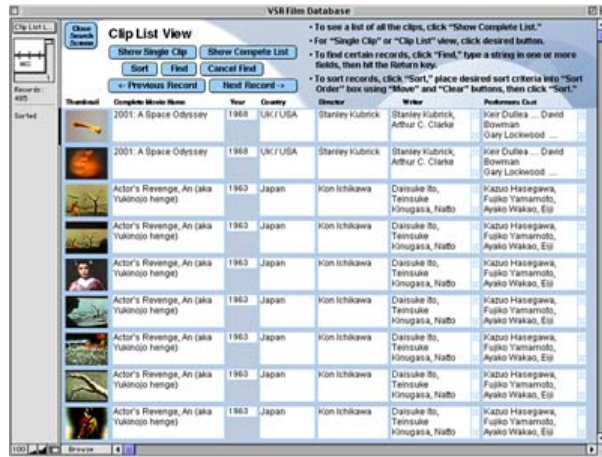 VSR Film Database
Clip List L...
REC
Records:
485
Sorted
Close
Search
Screen
Clip List View
Show Single Clip
Show Compete List
Sort
Find
Cancel Find
<- Previous Record
Next Record ->
• To see a list of all the clips, click “Show Complete List.”
• For “Single Clip” or “Clip List” view, click desired button.
• To find certain records, click “Find,” type a string in one or more
fields, then hit the Return key.
• To sort records, click “Sort,” place desired sort criteria into “Sort
Order” box using “Move” and “Clear” buttons, then click “Sort.”
Thumbnail Complete Movie Name Year Country Director Writer Performers Cast
2001: A Space Odyssey 1968 UK/ USA Stanley Kubrick Stanley Kubrick, Keir Dullea .... David
Arthur C. Clarke Bowman
Gary Lockwood ....
2001: A Space Odyssey 1968 UK/ USA Stanley Kubrick Stanley Kubrick, Keir Dullea .... David
Arthur C. Clarke Bowman
Gary Lockwood ....
Actor's Revenge, An (aka 1963 Japan Kon Ichikawa Daisuke Ito, Kazuo Hasegawa,
Yukinojo henge) Teinsuke Fujiko Yamamoto,
Kinugasa, Natto Ayako Wakao, Eiji
Actor's Revenge, An (aka 1963 Japan Kon Ichikawa Daisuke Ito, Kazuo Hasegawa,
Yukinojo henge) Teinsuke Fujiko Yamamoto,
Kinugasa, Natto Ayako Wakao, Eiji
Actor's Revenge, An (aka 1963 Japan Kon Ichikawa Daisuke Ito, Kazuo Hasegawa,
Yukinojo henge) Teinsuke Fujiko Yamamoto,
Kinugasa, Natto Ayako Wakao, Eiji
Actor's Revenge, An (aka 1963 Japan Kon Ichikawa Daisuke Ito, Kazuo Hasegawa,
Yukinojo henge) Teinsuke Fujiko Yamamoto,
Kinugasa, Natto Ayako Wakao, Eiji
Actor's Revenge, An (aka 1963 Japan Kon Ichikawa Daisuke Ito, Kazuo Hasegawa,
Yukinojo henge) Teinsuke Fujiko Yamamoto,
Kinugasa, Natto Ayako Wakao, Eiji
Actor's Revenge, An (aka 1963 Japan Kon Ichikawa Daisuke Ito, Kazuo Hasegawa,
Yukinojo henge) Teinsuke Fujiko Yamamoto,
Kinugasa, Natto Ayako Wakao, Eiji
Actor's Revenge, An (aka 1963 Japan Kon Ichikawa Daisuke Ito, Kazuo Hasegawa,
Yukinojo henge) Teinsuke Fujiko Yamamoto,
Kinugasa, Natto Ayako Wakao, Eiji
100 Browse